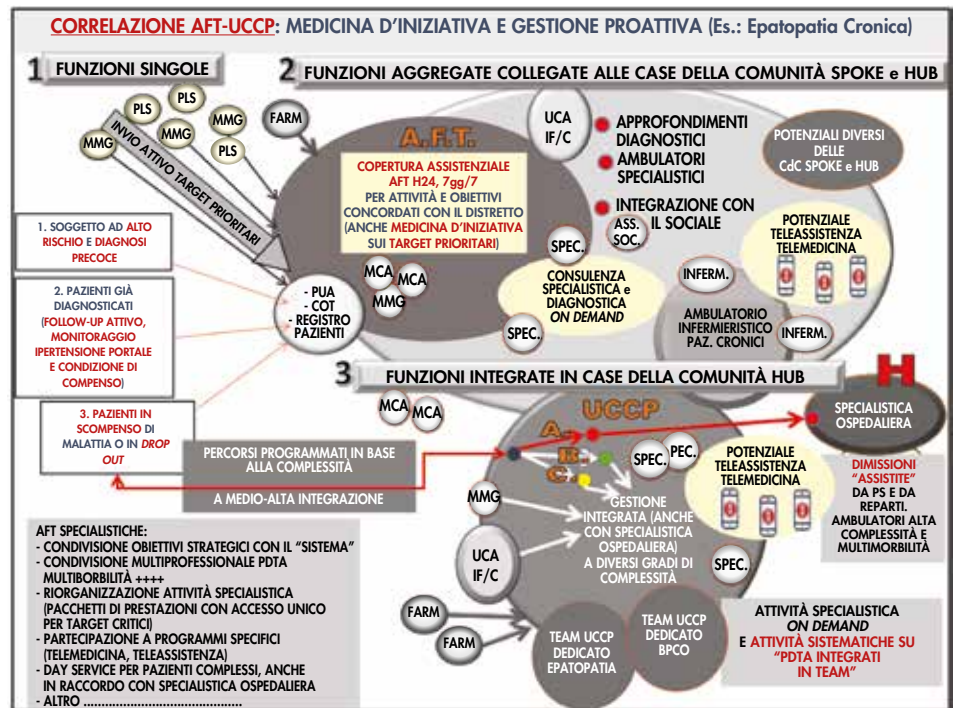 CORRELAZIONE AFT-UCCP: MEDICINA D'INIZIATIVA E GESTIONE PROATTIVA (Es.: Epatopatia Cronica)
1 FUNZIONI SINGOLE
2 FUNZIONI AGGREGATE COLLEGATE ALLE CASE DELLA COMUNITÀ SPOKE e HUB
PLS
PLS
MMG
MMG
MMG
PLS
INVIO ATTIVO TARGET PRIORITARI
FARM
A.F.T.
COPERTURA ASSISTENZIALE
AFT H24, 7gg/7
PER ATTIVITÀ E OBIETTIVI
CONCORDATI CON IL DISTRETTO
(ANCHE MEDICINA D'INIZIATIVA
SUI TARGET PRIORITARI)
MCA
MCA
MMG
UCA
IF/C
APPROFONDIMENTI
DIAGNOSTICI
AMBULATORI
SPECIALISTICI
INTEGRAZIONE CON
IL SOCIALE
ASS.
SOC.
POTENZIALI DIVERSI
DELLE
CdC SPOKE e HUB
SPEC.
CONSULENZA
SPECIALISTICA e
DIAGNOSTICA
ON DEMAND
SPEC.
POTENZIALE
TELEASSISTENZA
TELEMEDICINA
INFERM.
AMBULATORIO
INFERMIERISTICO
PAZ. CRONICI
INFERM.
1. SOGGETTO AD ALTO
RISCHIO E DIAGNOSI
PRECOCE
2. PAZIENTI GIÀ
DIAGNOSTICATI
(FOLLOW-UP ATTIVO,
MONITORAGGIO
IPERTENSIONE PORTALE
E CONDIZIONE DI
COMPENSO)
3. PAZIENTI IN
SCOMPENSO DI
MALATTIA O IN DROP
OUT
- PUA
- COT
- REGISTRO
PAZIENTI
3 FUNZIONI INTEGRATE IN CASE DELLA COMUNITÀ HUB
MCA
MCA
UCCP
A.
B.
C.
PERCORSI PROGRAMMATI IN BASE
ALLA COMPLESSITÀ
A MEDIO-ALTA INTEGRAZIONE
SPEC.
PEC.
MMG
GESTIONE
INTEGRATA (ANCHE
CON SPECIALISTICA
OSPEDALIERA)
A DIVERSI GRADI DI
COMPLESSITÀ
UCA
IF/C
SPEC.
FARM
FARM
TEAM UCCP
DEDICATO
EPATOPATIA
TEAM UCCP
DEDICATO
BPCO
POTENZIALE
TELEASSISTENZA
TELEMEDICINA
H
SPECIALISTICA
OSPEDALIERA
DIMISSIONI
"ASSISTITE"
DA PS E DA
REPARTI.
AMBULATORI ALTA
COMPLESSITÀ E
MULTIMORBILITÀ
ATTIVITÀ SPECIALISTICA
ON DEMAND
E ATTIVITÀ SISTEMATICHE SU
"PDTA INTEGRATI
IN TEAM"
AFT SPECIALISTICHE:
- CONDIVISIONE OBIETTIVI STRATEGICI CON IL "SISTEMA"
- CONDIVISIONE MULTIPROFESSIONALE PDTA
MULTIBORBILITÀ ++++
- RIORGANIZZAZIONE ATTIVITÀ SPECIALISTICA
(PACCHETTI DI PRESTAZIONI CON ACCESSO UNICO
PER TARGET CRITICI)
- PARTECIPAZIONE A PROGRAMMI SPECIFICI
(TELEMEDICINA, TELEASSISTENZA)
- DAY SERVICE PER PAZIENTI COMPLESSI, ANCHE
IN RACCORDO CON SPECIALISTICA OSPEDALIERA
- ALTRO ............................................